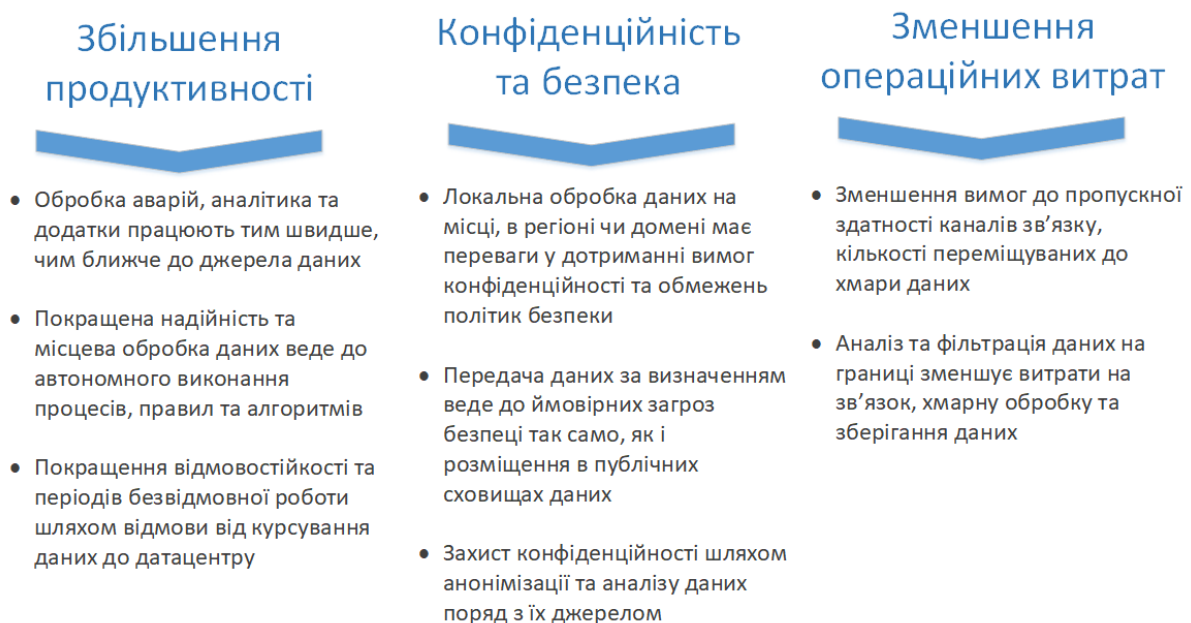 Збільшення
продуктивності
• Обробка аварій, аналітика та
додатки працюють тим швидше,
чим ближче до джерела даних
• Покращена надійність та
місцева обробка даних веде до
автономного виконання
процесів, правил та алгоритмів
• Покращення відмовостійкості та
періодів безвідмовної роботи
шляхом відмови від курсування
даних до датацентру
Конфіденційність
та безпека
• Локальна обробка даних на
місці, в регіоні чи домені має
переваги у дотриманні вимог
конфіденційності та обмежень
політик безпеки
• Передача даних за визначенням
веде до ймовірних загроз
безпеці так само, як і
розміщення в публічних
сховищах даних
• Захист конфіденційності шляхом
анонімізації та аналізу даних
поряд з їх джерелом
Зменшення
операційних витрат
• Зменшення вимог до пропускної
здатності каналів зв’язку,
кількості переміщуваних до
хмари даних
• Аналіз та фільтрація даних на
границі зменшує витрати на
зв’язок, хмарну обробку та
зберігання даних